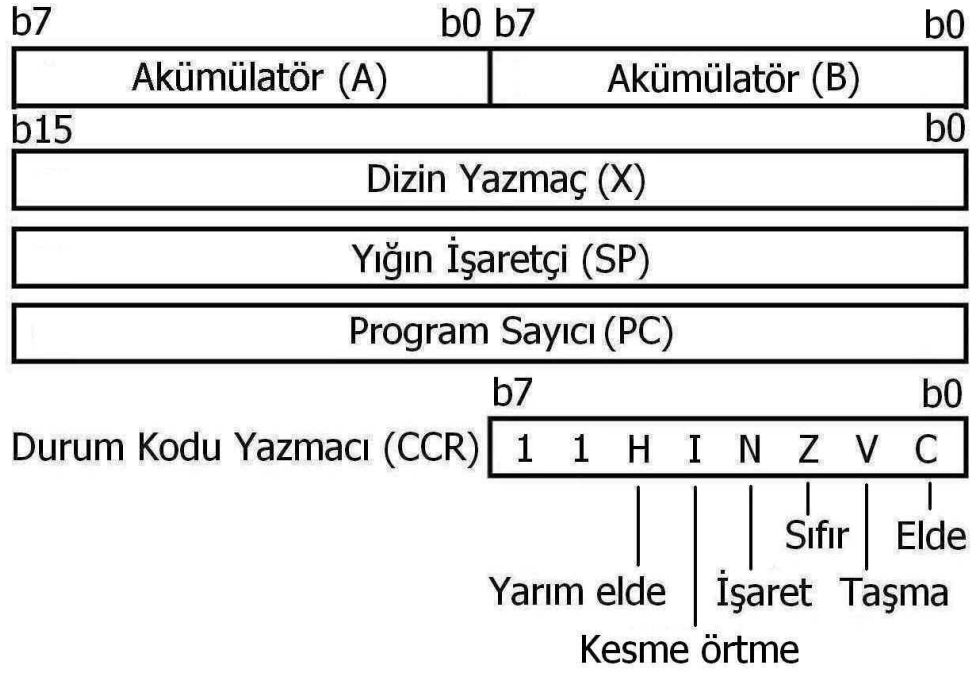 b7 b0 b7 b0
Akümülatör (A) Akümülatör (B)
b15 b0
Dizin Yazmaç (X)
Yığın İşaretçi (SP)
Program Sayıcı (PC)
b7 b0
Durum Kodu Yazmacı (CCR) 1 1 H I N Z V C
Sıfır Elde
Yarım elde İşaret Taşma
Kesme örtme